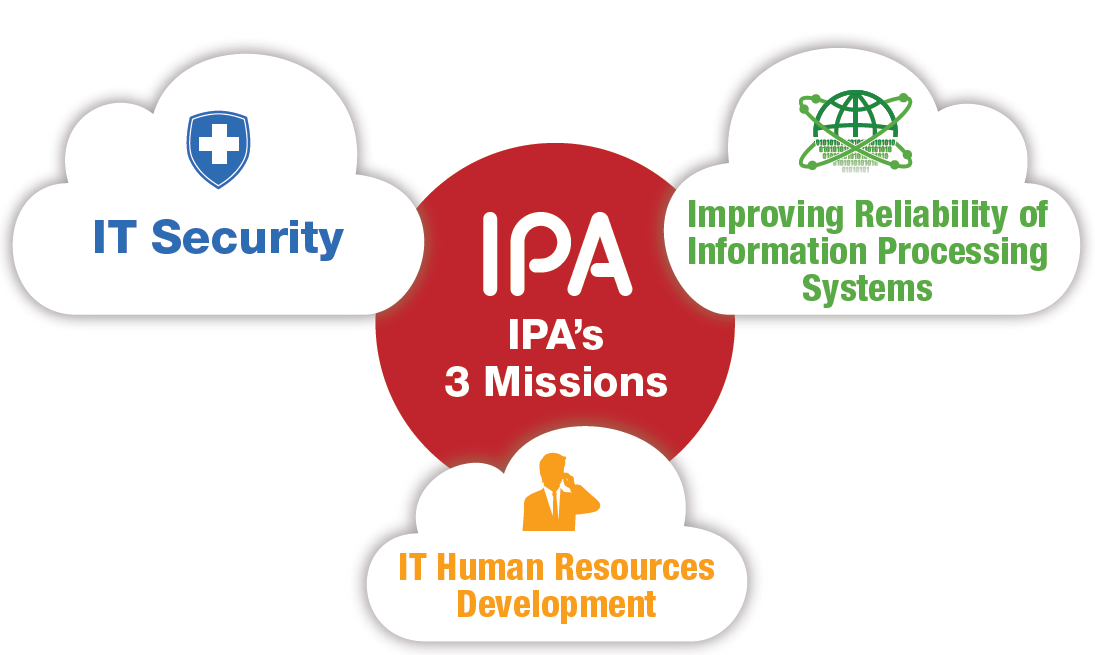 IT Security
IPA
IPA’s
3 Missions
Improving Reliability of
Information Processing
Systems
IT Human Resources
Development